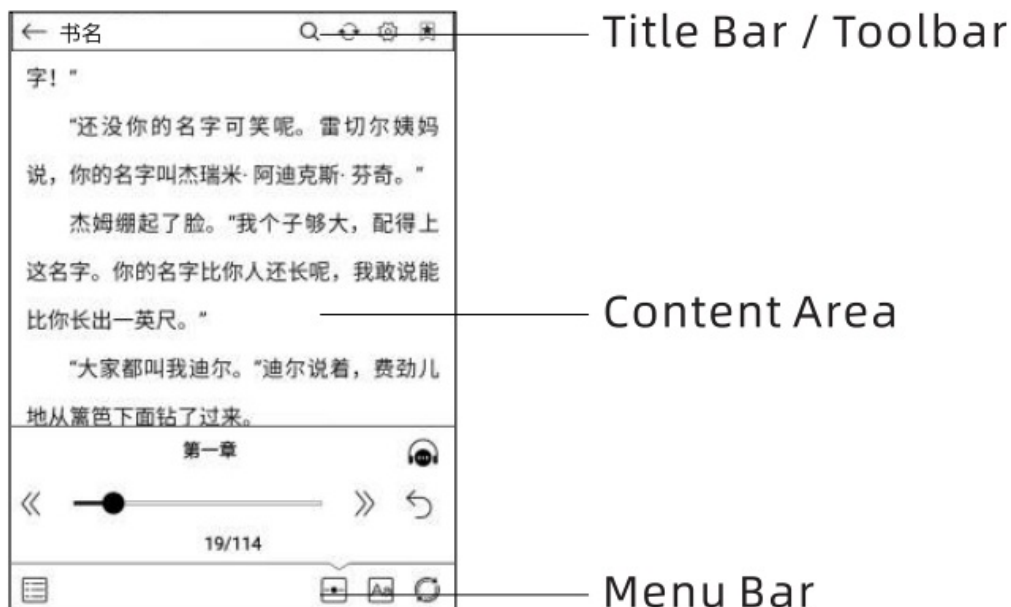 书名
Title Bar / Toolbar
字！"
"还没你的名字可笑呢。雷切尔姨妈
说，你的名字叫杰瑞米·阿迪克斯·芬奇。"
杰姆绷起了脸。"我个子够大，配得上
这名字。你的名字比你人还长呢，我敢说能
比你长出一英尺。"
Content Area
"大家都叫我迪尔。"迪尔说着，费劲儿
地从篱笆下面钻了过来。
第一章
19/114
Aa
Menu Bar